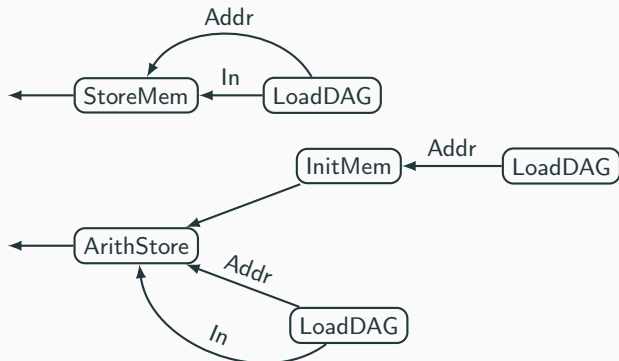 Addr
StoreMem
In
LoadDAG
InitMem
Addr
LoadDAG
ArithStore
Addr
In
LoadDAG